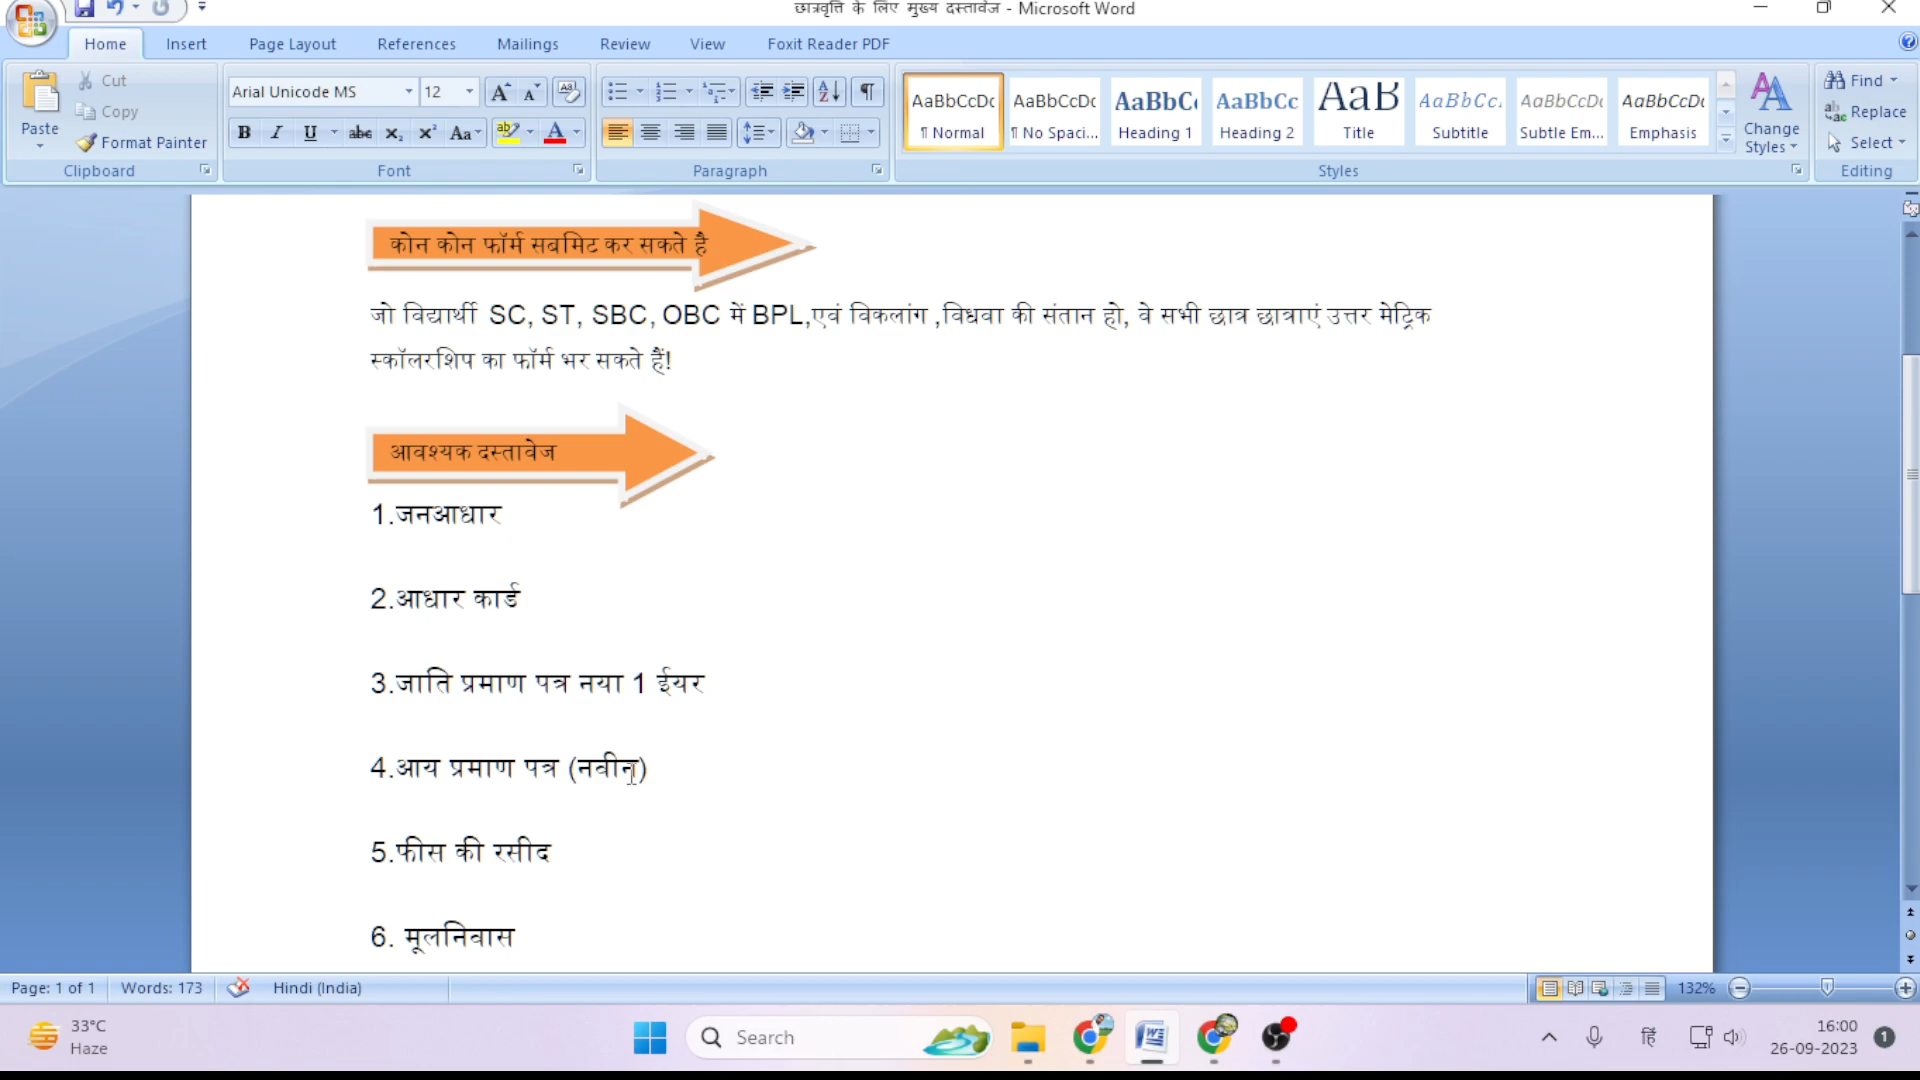 छात्रवृत्ति के लिए मुख्य दस्तावेज - Microsoft Word
Home Insert Page Layout References Mailings Review View Foxit Reader PDF
Paste
Cut
Copy
Format Painter
Clipboard
Arial Unicode MS 12
Font
Paragraph
AaBbCcDc AaBbCcDc AaBbC AaBbCc AaB AaBbCc. AaBbCcDc AaBbCcDc
¶ Normal ¶ No Spaci... Heading 1 Heading 2 Title Subtitle Subtle Em... Emphasis
Change Styles
Styles
Find
Replace
Select
Editing
कोन कोन फॉर्म सबमिट कर सकते है
जो विद्यार्थी SC, ST, SBC, OBC में BPL,एवं विकलांग ,विधवा की संतान हो, वे सभी छात्र छात्राएं उत्तर मेट्रिक
स्कॉलरशिप का फॉर्म भर सकते हैं!
आवश्यक दस्तावेज
1.जनआधार
2.आधार कार्ड
3.जाति प्रमाण पत्र नया 1 ईयर
4.आय प्रमाण पत्र (नवीन)
5.फीस की रसीद
6. मूलनिवास
Page: 1 of 1 Words: 173 Hindi (India) 132%
33°C
Haze
Search
हिं
16:00
26-09-2023
1